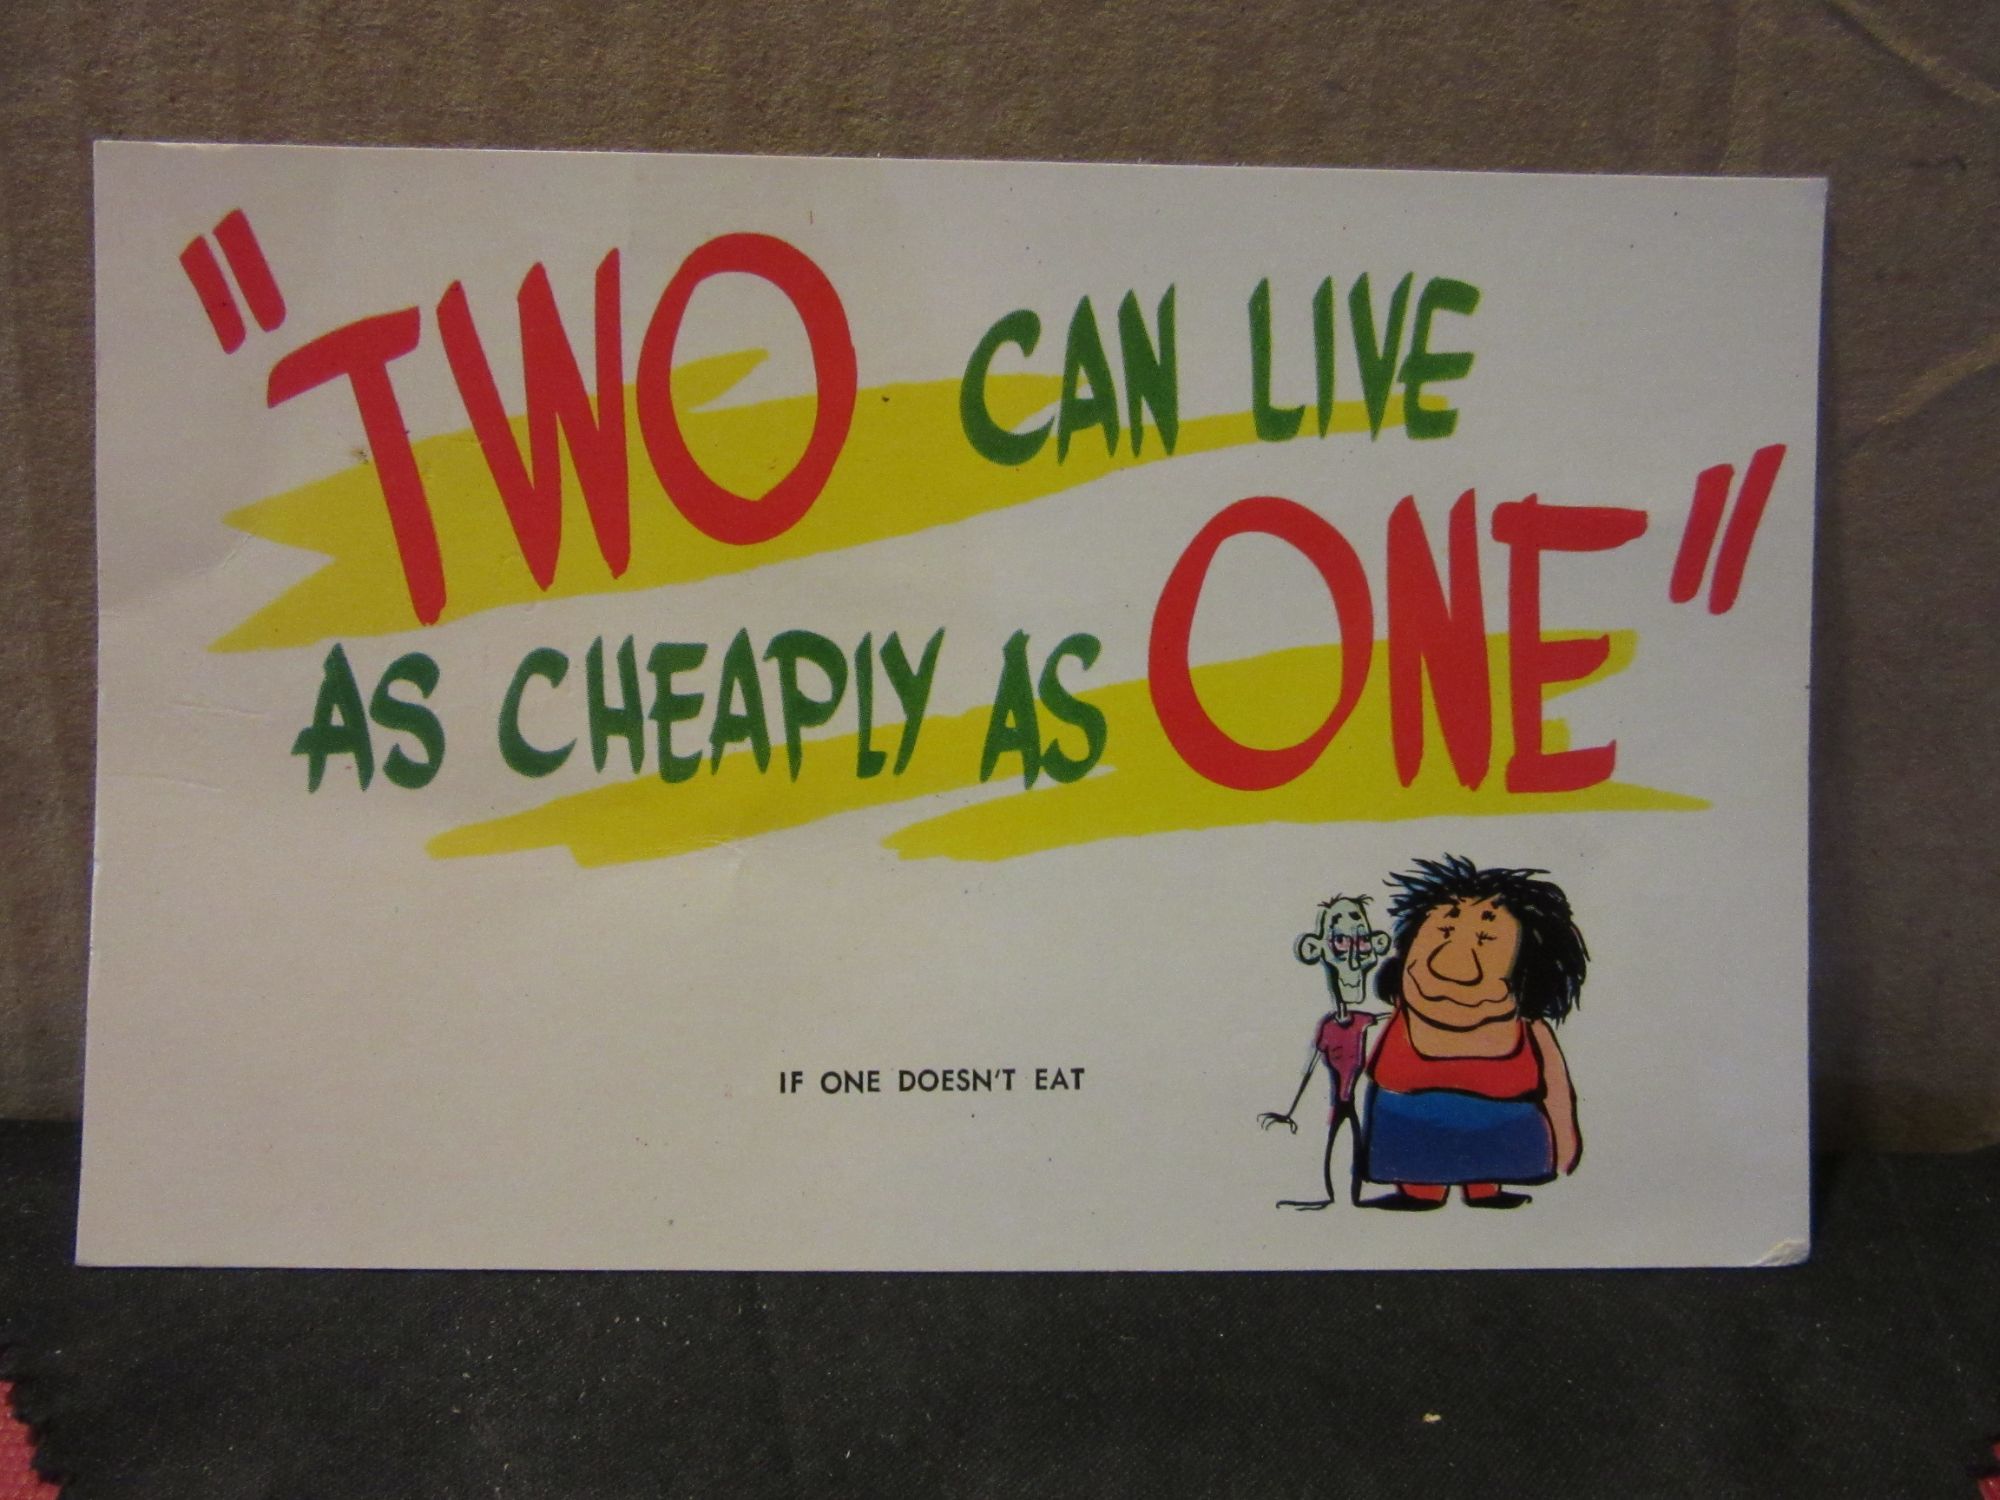 "TWO CAN LIVE
AS CHEAPLY AS ONE"
IF ONE DOESN'T EAT